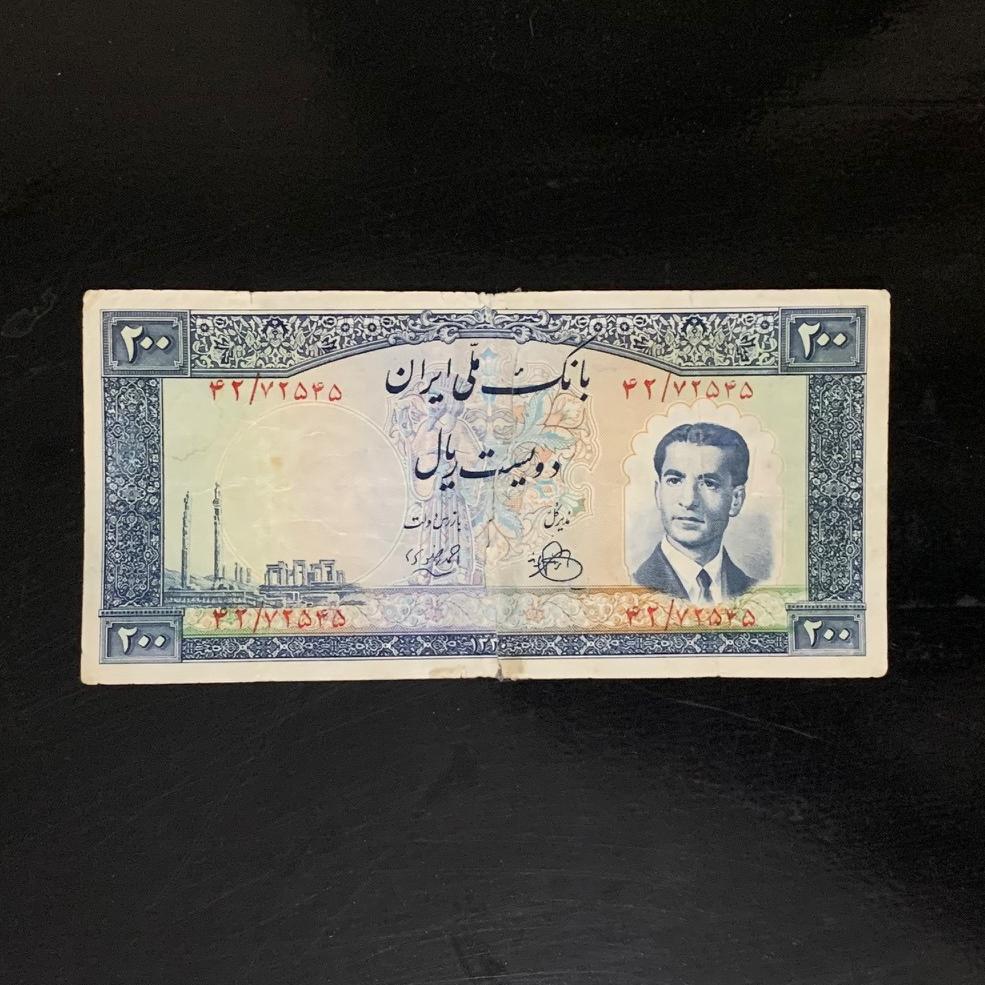 ۲۰۰ ۲۰۰
بانک ملّی ایران
۴۲/۷۲۵۴۵ ۴۲/۷۲۵۴۵
دویست ریال
مدیر کل بازرس دولت
۴۲/۷۲۵۴۵ ۴۲/۷۲۵۴۵
۲۰۰ ۲۰۰